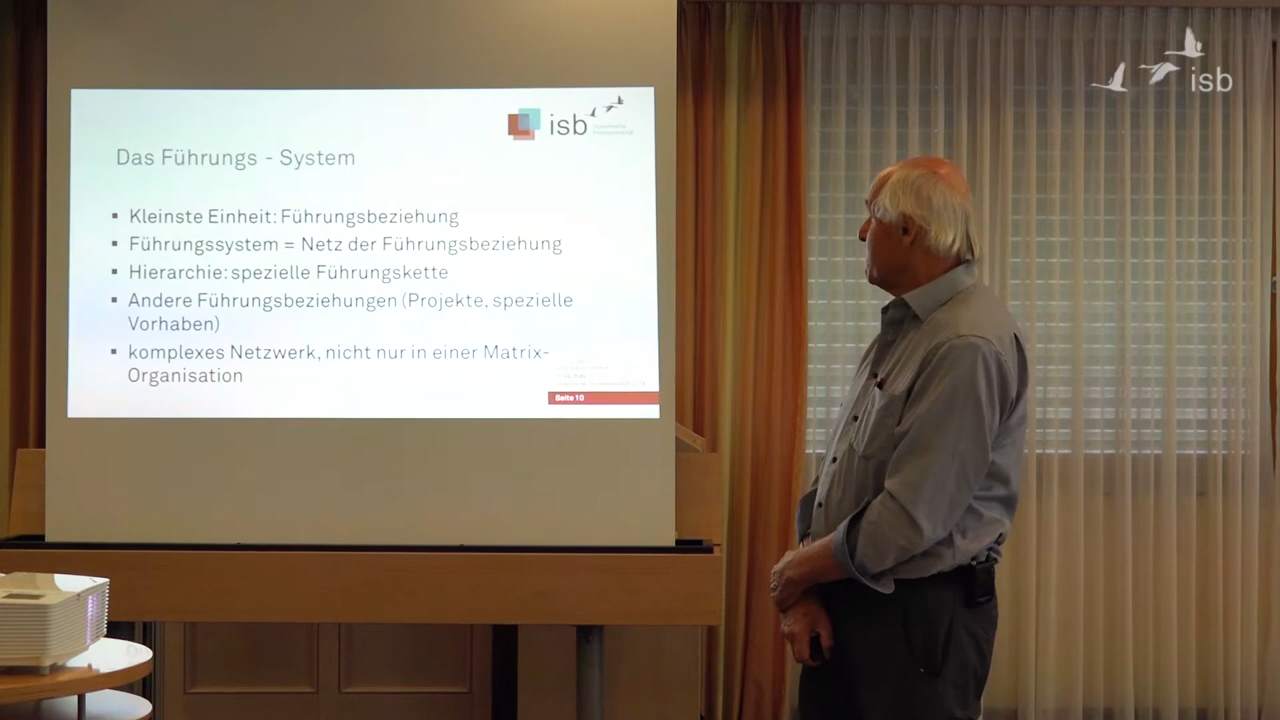 isb
isb
Das Führungs - System
▪ Kleinste Einheit: Führungsbeziehung
▪ Führungssystem = Netz der Führungsbeziehung
▪ Hierarchie: spezielle Führungskette
▪ Andere Führungsbeziehungen (Projekte, spezielle
Vorhaben)
▪ komplexes Netzwerk, nicht nur in einer Matrix-
Organisation
Seite 10